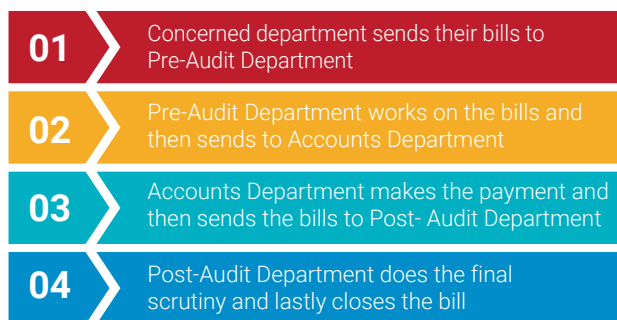 01
Concerned department sends their bills to
Pre-Audit Department
02
Pre-Audit Department works on the bills and
then sends to Accounts Department
03
Accounts Department makes the payment and
then sends the bills to Post- Audit Department
04
Post-Audit Department does the final
scrutiny and lastly closes the bill